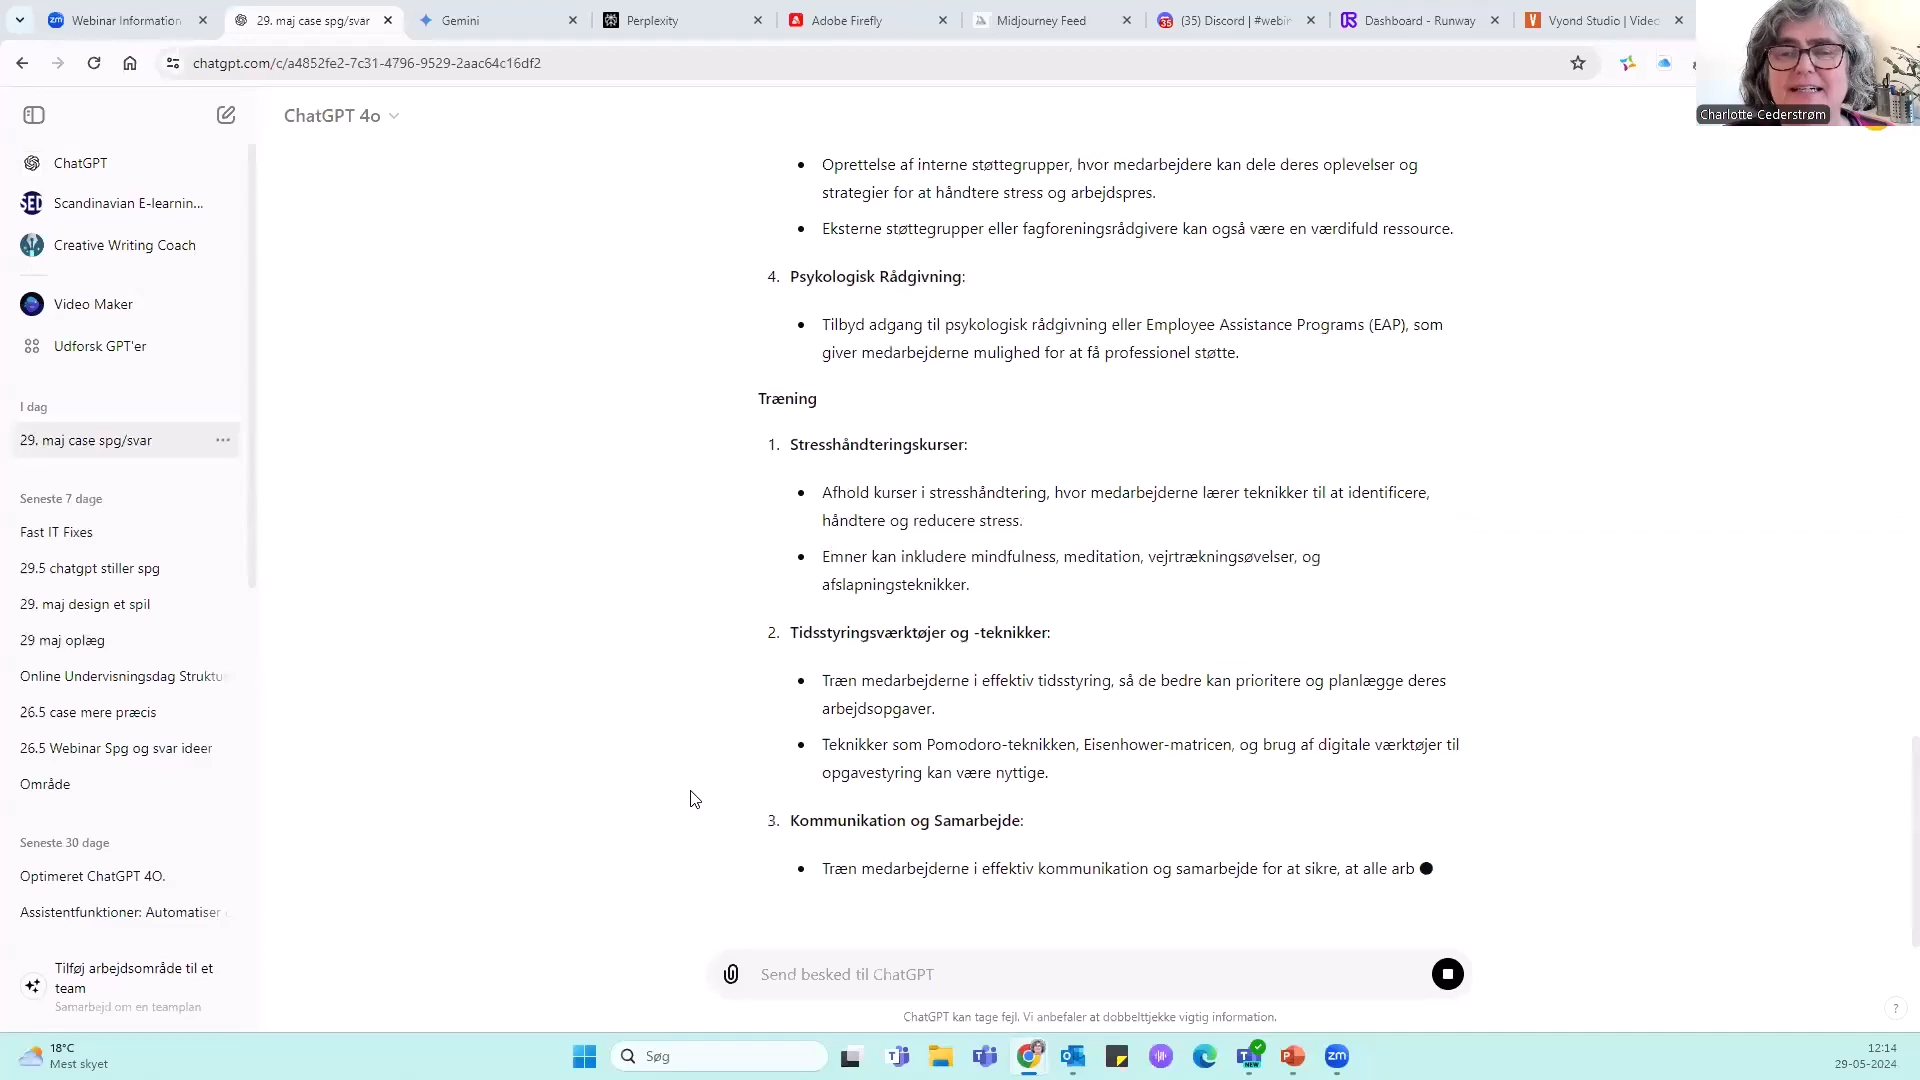 Webinar Information
29. maj case spg/svar
Gemini
Perplexity
Adobe Firefly
Midjourney Feed
(35) Discord | #webin
Dashboard - Runway
Vyond Studio | Videc
chatgpt.com/c/a4852fe2-7c31-4796-9529-2aac64c16df2
Charlotte Cederstrøm
ChatGPT 4o
ChatGPT
Scandinavian E-learnin...
Creative Writing Coach
Video Maker
Udforsk GPT'er
I dag
29. maj case spg/svar
Seneste 7 dage
Fast IT Fixes
29.5 chatgpt stiller spg
29. maj design et spil
29 maj oplæg
Online Undervisningsdag Struktu
26.5 case mere præcis
26.5 Webinar Spg og svar ideer
Område
Seneste 30 dage
Optimeret ChatGPT 4O.
Assistentfunktioner: Automatiser
Tilføj arbejdsområde til et
team
Samarbejd om en teamplan
• Oprettelse af interne støttegrupper, hvor medarbejdere kan dele deres oplevelser og
strategier for at håndtere stress og arbejdspres.
• Eksterne støttegrupper eller fagforeningsrådgivere kan også være en værdifuld ressource.
4. Psykologisk Rådgivning:
• Tilbyd adgang til psykologisk rådgivning eller Employee Assistance Programs (EAP), som
giver medarbejderne mulighed for at få professionel støtte.
Træning
1. Stresshåndteringskurser:
• Afhold kurser i stresshåndtering, hvor medarbejderne lærer teknikker til at identificere,
håndtere og reducere stress.
• Emner kan inkludere mindfulness, meditation, vejrtrækningsøvelser, og
afslapningsteknikker.
2. Tidsstyringsværktøjer og -teknikker:
• Træn medarbejderne i effektiv tidsstyring, så de bedre kan prioritere og planlægge deres
arbejdsopgaver.
• Teknikker som Pomodoro-teknikken, Eisenhower-matricen, og brug af digitale værktøjer til
opgavestyring kan være nyttige.
3. Kommunikation og Samarbejde:
• Træn medarbejderne i effektiv kommunikation og samarbejde for at sikre, at alle arb
Send besked til ChatGPT
ChatGPT kan tage fejl. Vi anbefaler at dobbelttjekke vigtig information.
?
18°C
Mest skyet
Søg
12:14
29-05-2024